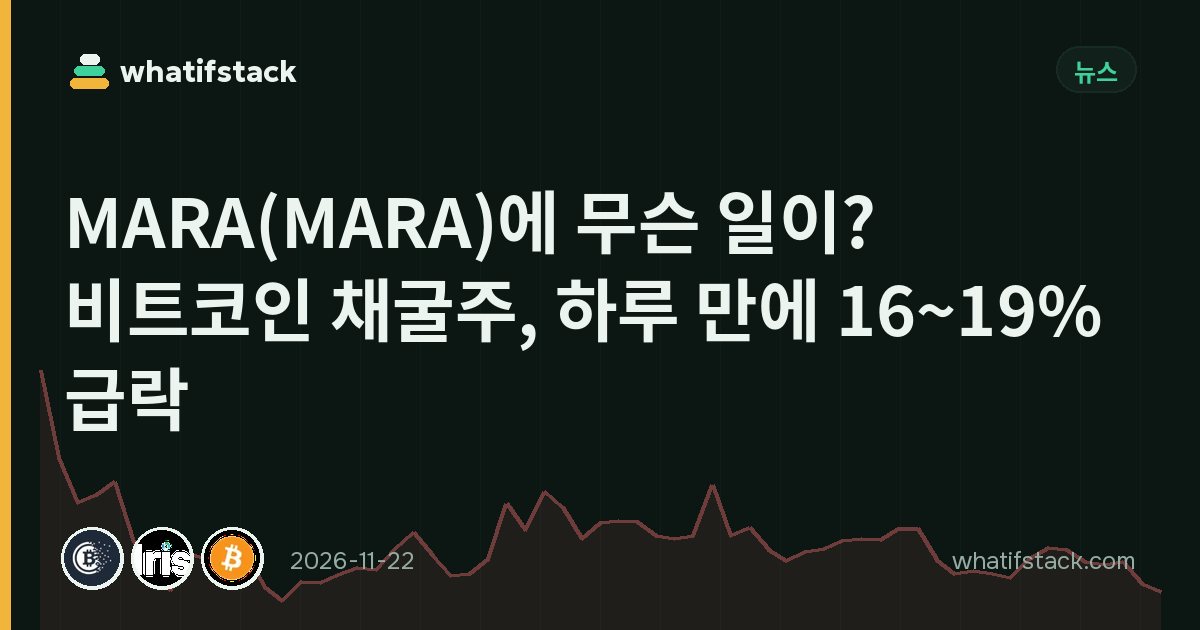 whatifstack
뉴스
MARA(MARA)에 무슨 일이?
비트코인 채굴주, 하루 만에 16~19%
급락
Iris
2026-11-22
whatifstack.com